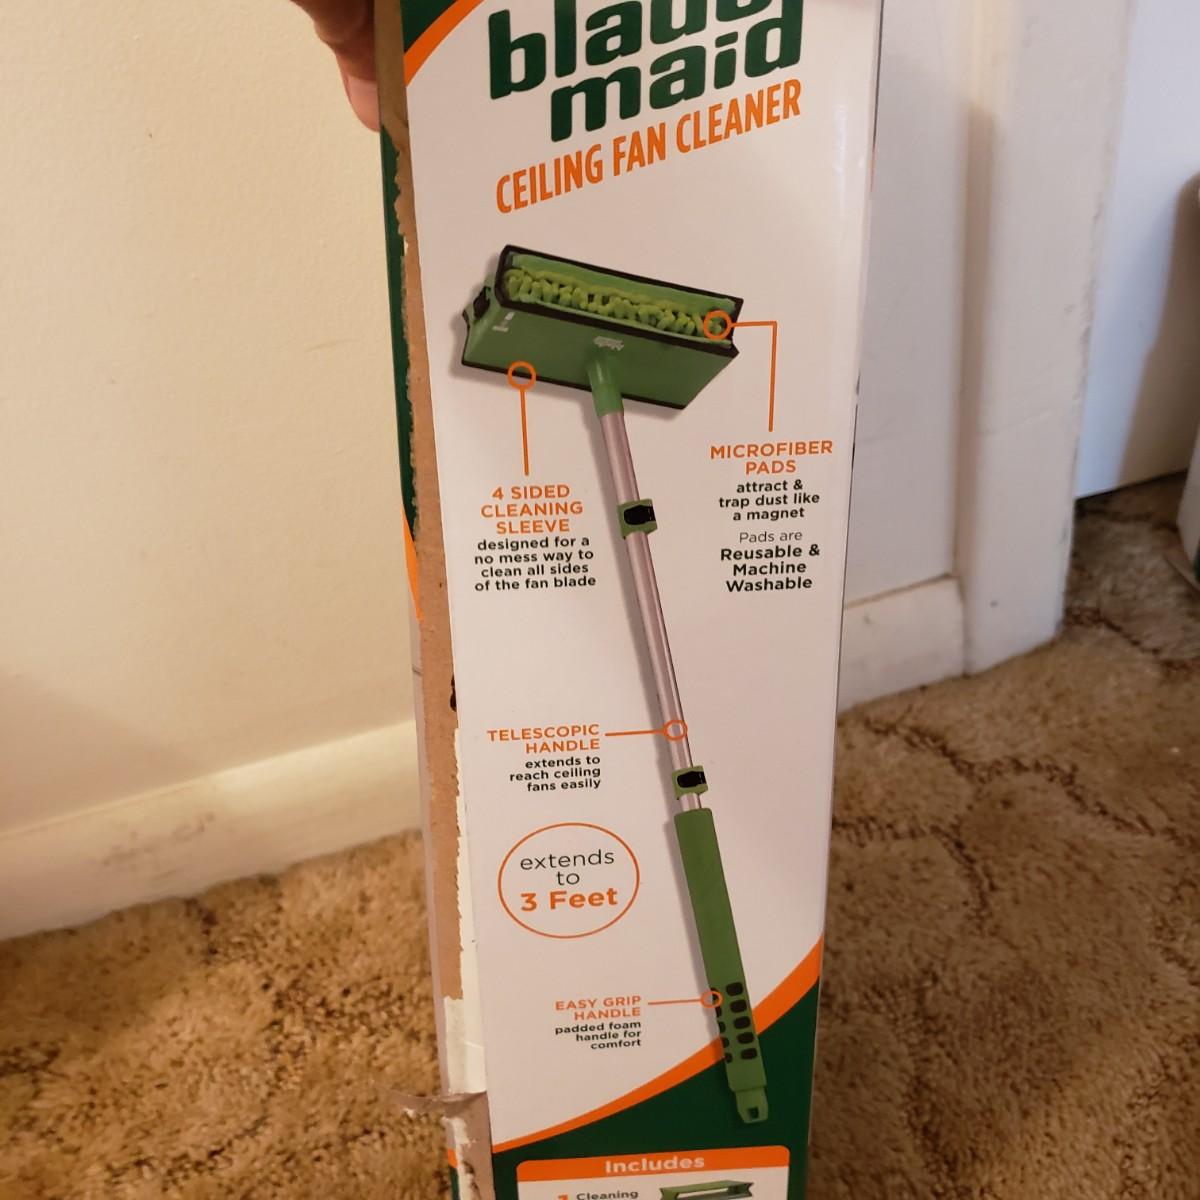 blade
maid
CEILING FAN CLEANER
MICROFIBER
PADS
attract &
trap dust like
a magnet
Pads are
Reusable &
Machine
Washable
4 SIDED
CLEANING
SLEEVE
designed for a
no mess way to
clean all sides
of the fan blade
TELESCOPIC
HANDLE
extends to
reach ceiling
fans easily
extends
to
3 Feet
EASY GRIP
HANDLE
padded foam
handle for
comfort
Includes
Cleaning